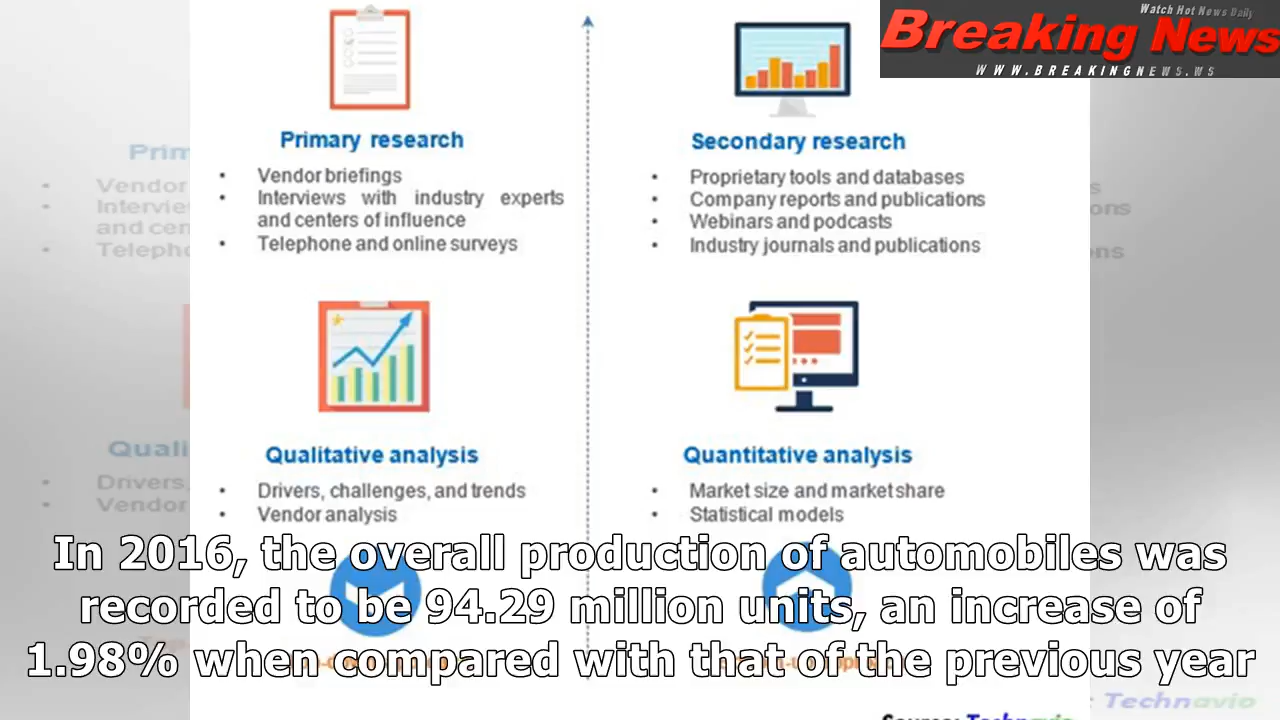 Watch Hot News Daily
Breaking News
WWW.BREAKINGNEWS.WS
Primary research
• Vendor briefings
• Interviews with industry experts
and centers of influence
• Telephone and online surveys
Secondary research
• Proprietary tools and databases
• Company reports and publications
• Webinars and podcasts
• Industry journals and publications
Qualitative analysis
• Drivers, challenges, and trends
• Vendor analysis
Quantitative analysis
• Market size and market share
• Statistical models
In 2016, the overall production of automobiles was
recorded to be 94.29 million units, an increase of
1.98% when compared with that of the previous year
Technavio
Source: Technavio